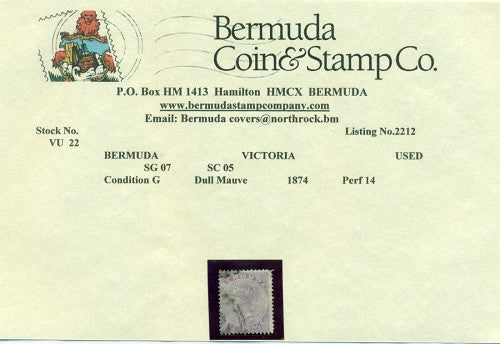 Bermuda
Coin&Stamp Co.
P.O. Box HM 1413 Hamilton HMCX BERMUDA
www.bermudastampcompany.com
Email: Bermuda covers@northrock.bm
Stock No. Listing No.2212
VU 22
BERMUDA VICTORIA USED
SG 07 SC 05
Condition G Dull Mauve 1874 Perf 14